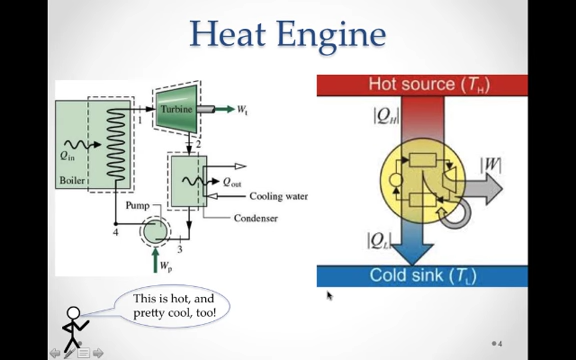 Heat Engine
Turbine
W_t
1
2
Q_in
Boiler
Q_out
Cooling water
Condenser
Pump
4
3
W_p
Hot source (T_H)
|Q_H|
|W|
|Q_L|
Cold sink (T_L)
This is hot, and
pretty cool, too!
4